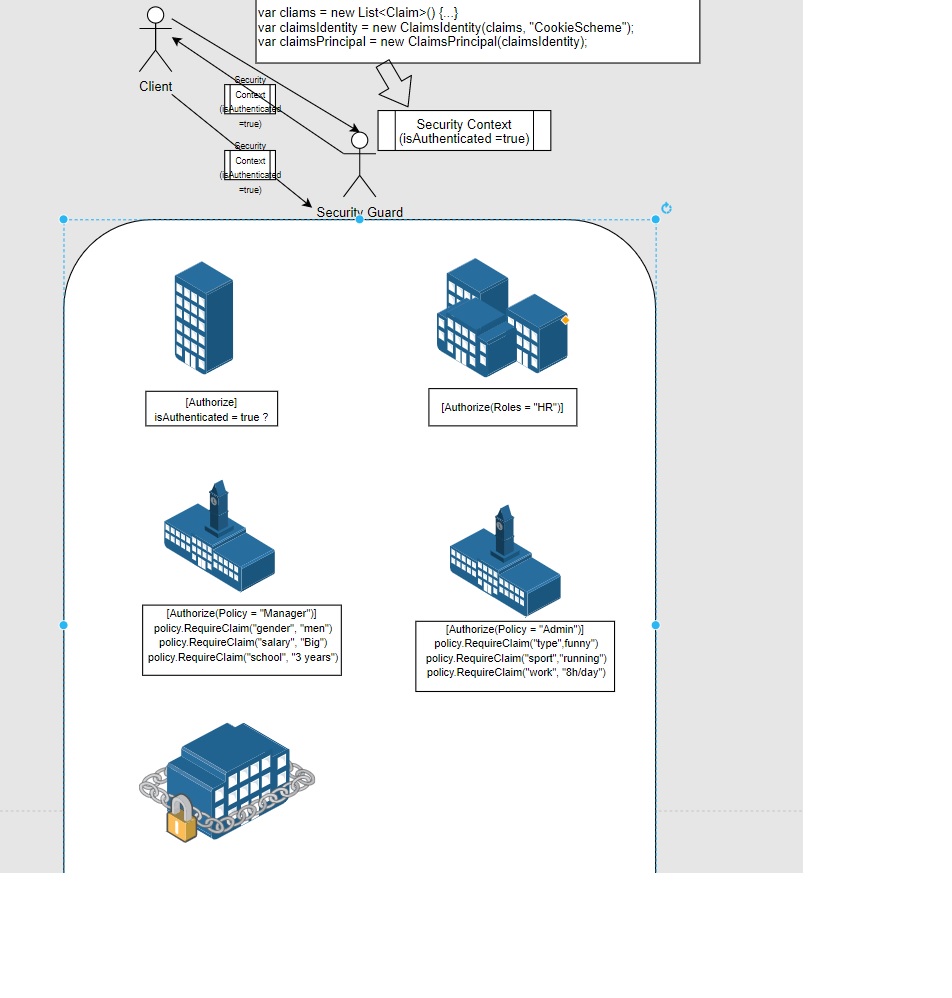 var cliams = new List<Claim>() {...}
var claimsIdentity = new ClaimsIdentity(claims, "CookieScheme");
var claimsPrincipal = new ClaimsPrincipal(claimsIdentity);
Client
Security
Context
(isAuthenticated
=true)
Security Context
(isAuthenticated =true)
Security
Context
(isAuthenticated
=true)
Security Guard
[Authorize]
isAuthenticated = true ?
[Authorize(Roles = "HR")]
[Authorize(Policy = "Manager")]
policy.RequireClaim("gender", "men")
policy.RequireClaim("salary", "Big")
policy.RequireClaim("school", "3 years")
[Authorize(Policy = "Admin")]
policy.RequireClaim("type",funny")
policy.RequireClaim("sport","running")
policy.RequireClaim("work", "8h/day")